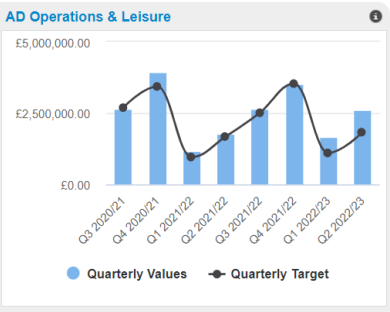 AD Operations & Leisure
£5,000,000.00
£2,500,000.00
£0.00
Q3 2020/21
Q4 2020/21
Q1 2021/22
Q2 2021/22
Q3 2021/22
Q4 2021/22
Q1 2022/23
Q2 2022/23
Quarterly Values
Quarterly Target